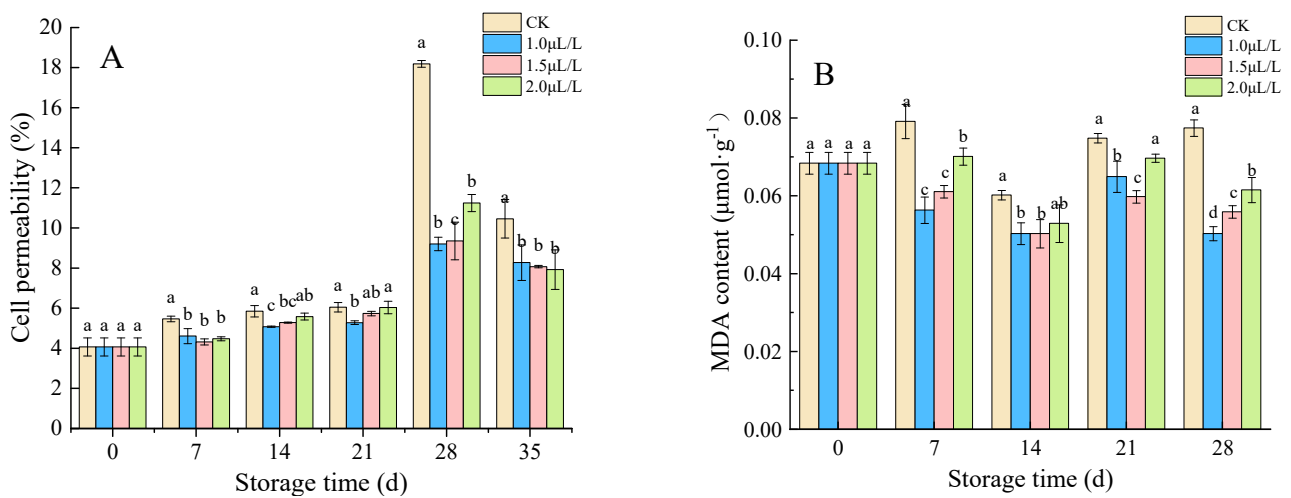 A
CK
1.0μL/L
1.5μL/L
2.0μL/L
Cell permeability (%)
20
18
16
14
12
10
8
6
4
2
0
a a a a
a b b b
a c bc ab
a b ab a
a b c b
a b b b
0 7 14 21 28 35
Storage time (d)
B
CK
1.0μL/L
1.5μL/L
2.0μL/L
MDA content (μmol·g⁻¹）
0.10
0.08
0.06
0.04
0.02
0.00
a a a a
a c c b
a b b ab
a b c a
a d c b
0 7 14 21 28
Storage time (d)